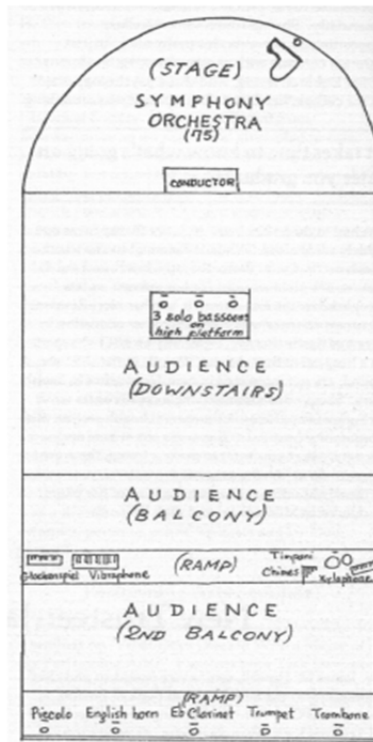 (STAGE)
SYMPHONY
ORCHESTRA
(75)
CONDUCTOR
3 solo bassoons
on
high platform
AUDIENCE
(DOWNSTAIRS)
AUDIENCE
(BALCONY)
Glockenspiel Vibraphone (RAMP) Timpani
Chimes Xylophone
AUDIENCE
(2ND BALCONY)
(RAMP)
Piccolo English horn Eb Clarinet Trumpet Trombone